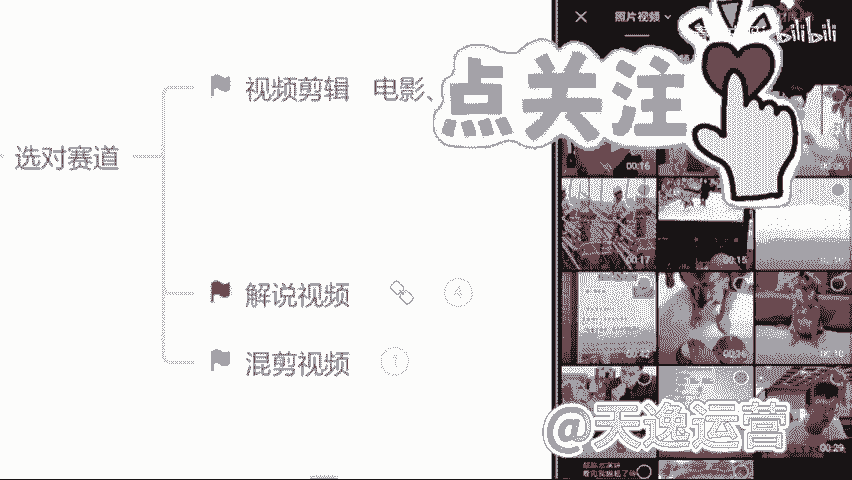 照片视频
bilibili
视频剪辑 电影、
点关注
选对赛道
00:16
00:17
00:15
解说视频 4
混剪视频 1
@天逸运营
00:29